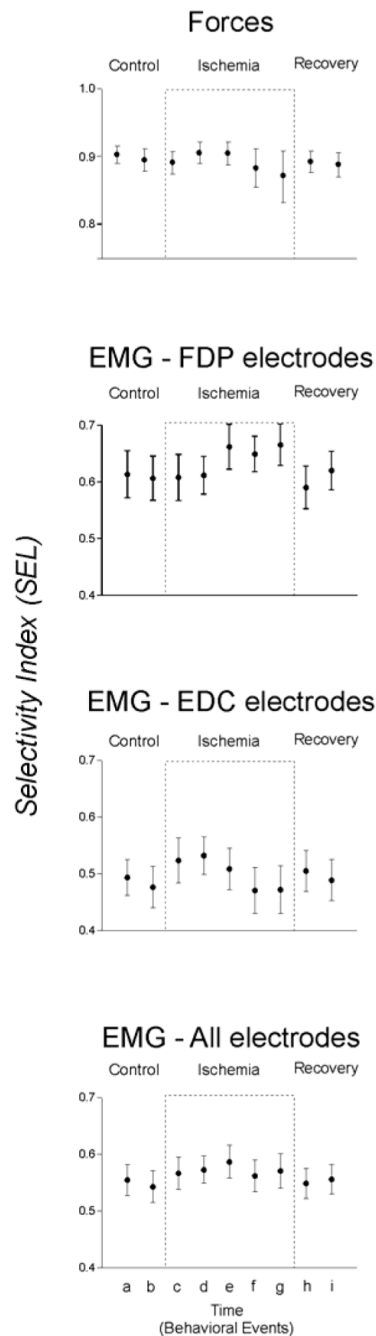 Forces
Control Ischemia Recovery
1.0
0.9
0.8
EMG - FDP electrodes
Control Ischemia Recovery
0.7
0.6
0.5
0.4
Selectivity Index (SEL)
EMG - EDC electrodes
Control Ischemia Recovery
0.7
0.6
0.5
0.4
EMG - All electrodes
Control Ischemia Recovery
0.7
0.6
0.5
0.4
a b c d e f g h i
Time
(Behavioral Events)